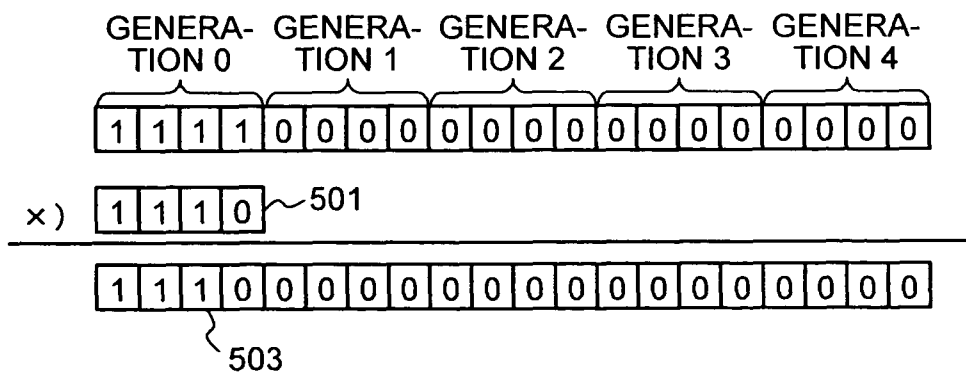 GENERA- GENERA- GENERA- GENERA- GENERA-
TION 0 TION 1 TION 2 TION 3 TION 4
1 1 1 1 0 0 0 0 0 0 0 0 0 0 0 0 0 0 0 0
×) 1 1 1 0 501
1 1 1 0 0 0 0 0 0 0 0 0 0 0 0 0 0 0 0 0
503